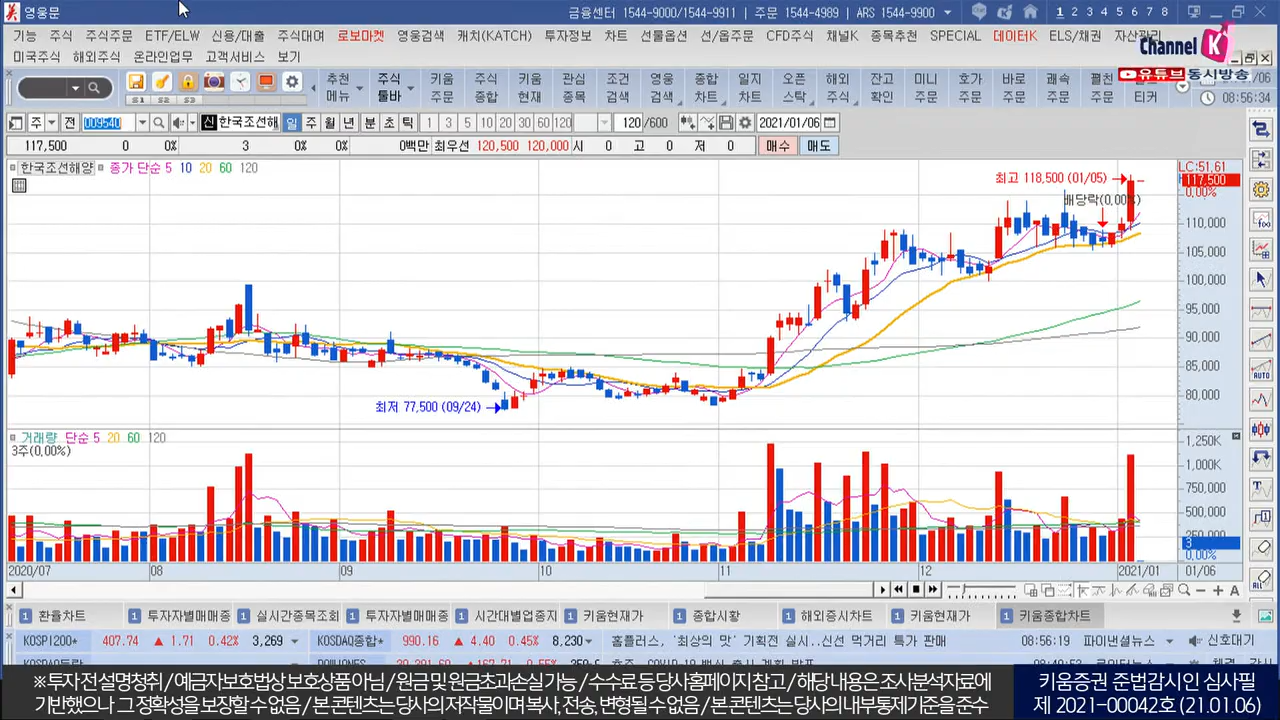 영웅문
금융센터 1544-9000/1544-9911 | 주문 1544-4989 | ARS 1544-9900
1 2 3 4 5 6 7 8
기능 주식 주식주문 ETF/ELW 신용/대출 주식대여 로보마켓 영웅검색 캐치(KATCH) 투자정보 차트 선물옵션 선/옵주문 CFD주식 채널K 종목추천 SPECIAL 데이터K ELS/채권 자산관리
Channel K
미국주식 해외주식 온라인업무 고객서비스 보기
유튜브 동시방송
추천 주식 키움 주식 키움 관심 조건 영웅 종합 일지 오픈 해외 잔고 미니 호가 바로 쾌속 펼친
메뉴 툴바 주문 종합 현재 종목 검색 검색 차트 차트 스탁 주식 확인 주문 주문 주문 주문 티커
S1 S2 S3
08:56:34
주 전 009540 신 한국조선해 일 주 월 년 분 초 틱 1 3 5 10 20 30 60 120 120 /600 2021/01/06
117,500 0 0% 3 0% 0% 0백만 최우선 120,500 120,000 시 0 고 0 저 0 매수 매도
한국조선해양 종가 단순 5 10 20 60 120
LC:51.61
117,500
0.00%
최고 118,500 (01/05)
배당락(0.00%)
110,000
105,000
100,000
95,000
90,000
85,000
80,000
최저 77,500 (09/24)
거래량 단순 5 20 60 120
3주(0.00%)
1,250K
1,000K
750,000
500,000
3
0.00%
2020/07 08 09 10 11 12 2021/01 01/06
1 환율차트 1 투자자별매매종 1 실시간종목조회 1 투자자별매매종 1 시간대별업종지 1 키움현재가 1 종합시황 1 해외증시차트 1 키움현재가 1 키움종합차트
KOSPI200* 407.74 ▲ 1.71 0.42% 3,269 KOSDAQ종합* 990.16 ▲ 4.40 0.45% 8,230 홈플러스, '최상의 맛' 기획전 실시..신선 먹거리 특가 판매 08:56:19 파이낸셜뉴스 신호대기
※ 투자 전 설명청취 / 예금자보호법상 보호상품 아님 / 원금 및 원금초과손실 가능 / 수수료 등 당사홈페이지 참고 / 해당 내용은 조사분석자료에
기반했으나 그 정확성을 보장할 수 없음 / 본 콘텐츠는 당사의 저작물이며 복사, 전송, 변형될 수 없음 / 본 콘텐츠는 당사의 내부통제기준을 준수
키움증권 준법감시인 심사필
제 2021-00042호 (21.01.06)